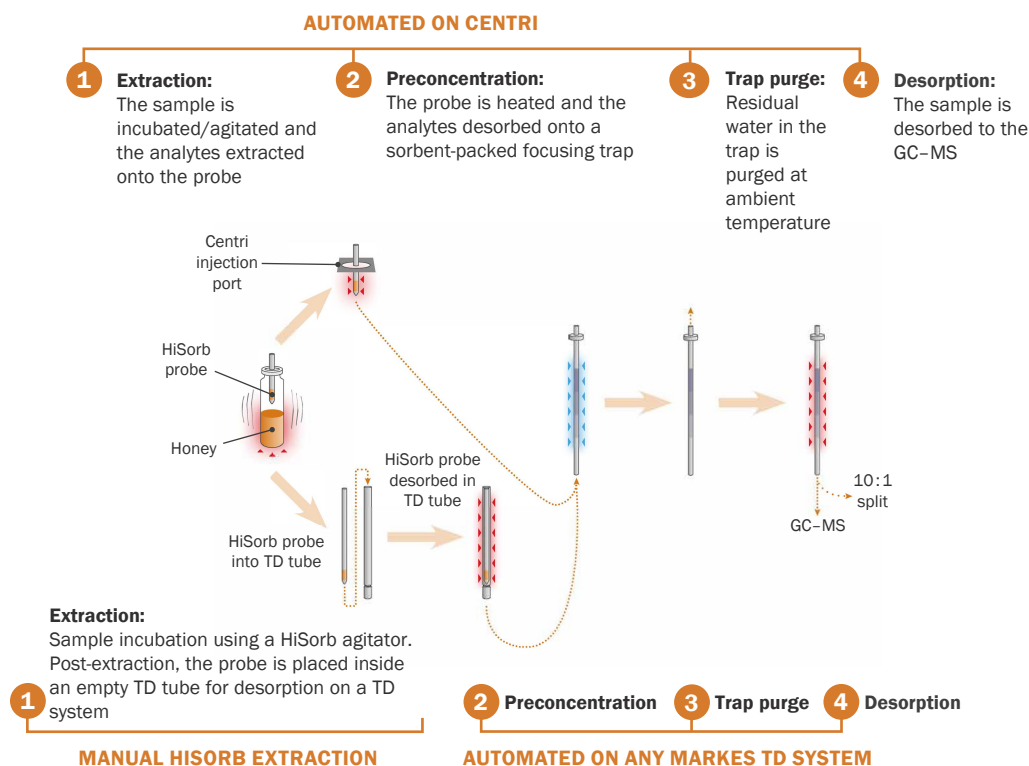 AUTOMATED ON CENTRI
1
Extraction:
The sample is
incubated/agitated and
the analytes extracted
onto the probe
2
Preconcentration:
The probe is heated and the
analytes desorbed onto a
sorbent-packed focusing trap
3
Trap purge:
Residual
water in the
trap is
purged at
ambient
temperature
4
Desorption:
The sample is
desorbed to the
GC–MS
Centri
injection
port
HiSorb
probe
Honey
HiSorb probe
into TD tube
HiSorb probe
desorbed in
TD tube
10:1
split
GC–MS
Extraction:
Sample incubation using a HiSorb agitator.
Post-extraction, the probe is placed inside
an empty TD tube for desorption on a TD
system
1
MANUAL HISORB EXTRACTION
2 Preconcentration
3 Trap purge
4 Desorption
AUTOMATED ON ANY MARKES TD SYSTEM